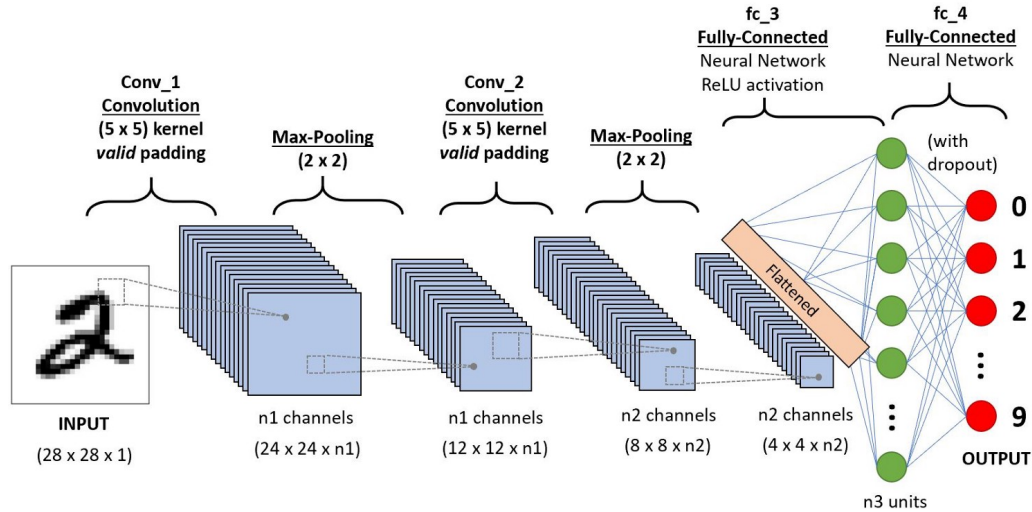 fc_3
Fully-Connected
Neural Network
ReLU activation
fc_4
Fully-Connected
Neural Network
Conv_1
Convolution
(5 x 5) kernel
valid padding
Max-Pooling
(2 x 2)
Conv_2
Convolution
(5 x 5) kernel
valid padding
Max-Pooling
(2 x 2)
(with
dropout)
2
INPUT
(28 x 28 x 1)
n1 channels
(24 x 24 x n1)
n1 channels
(12 x 12 x n1)
n2 channels
(8 x 8 x n2)
n2 channels
(4 x 4 x n2)
Flattened
n3 units
0
1
2
9
OUTPUT